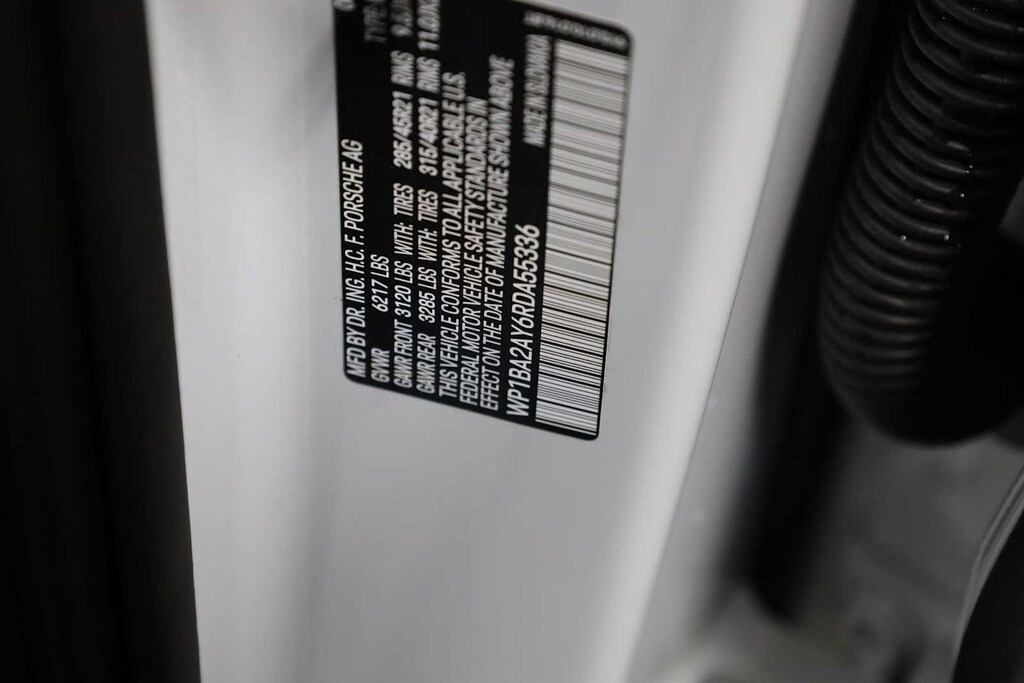 MFD BY DR. ING. H.C. F. PORSCHE AG
GVWR 6217 LBS
GAWR FRONT 3120 LBS WITH: TIRES 285/45R21 RIMS
GAWR REAR 3285 LBS WITH: TIRES 315/40R21 RIMS
THIS VEHICLE CONFORMS TO ALL APPLICABLE U.S.
FEDERAL MOTOR VEHICLE SAFETY STANDARDS IN
EFFECT ON THE DATE OF MANUFACTURE SHOWN ABOVE
WP1BA2AY6RDA55336 MADE IN SLOVAKIA